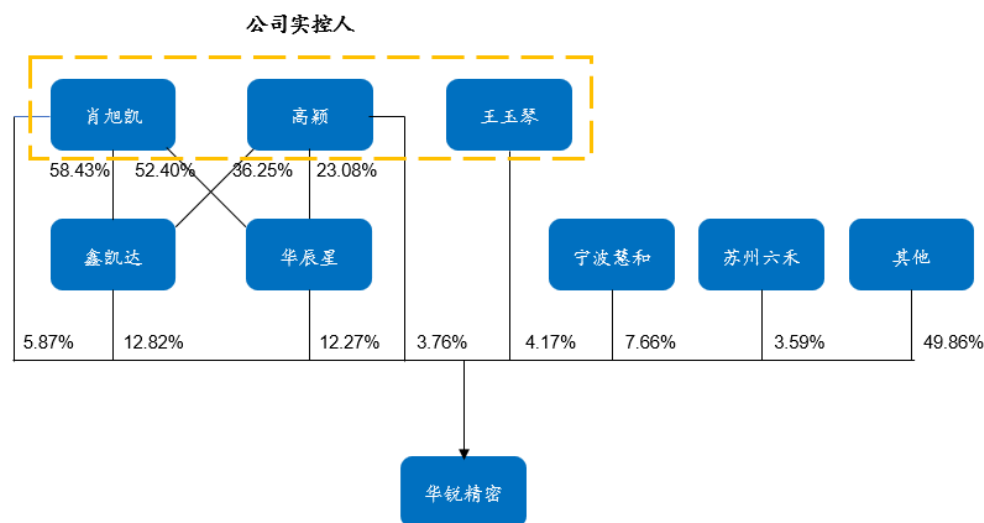 公司实控人
肖旭凯
高颖
王玉琴
58.43%
52.40%
36.25%
23.08%
鑫凯达
华辰星
宁波慧和
苏州六禾
其他
5.87%
12.82%
12.27%
3.76%
4.17%
7.66%
3.59%
49.86%
华锐精密